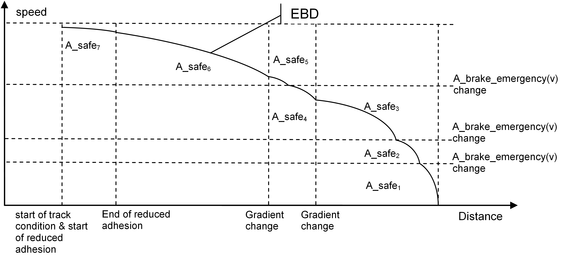 speed
EBD
A_safe₇
A_safe₆
A_safe₅
A_brake_emergency(v)
change
A_safe₄
A_safe₃
A_brake_emergency(v)
change
A_safe₂
A_brake_emergency(v)
change
A_safe₁
start of track
condition & start
of reduced
adhesion
End of reduced
adhesion
Gradient
change
Gradient
change
Distance